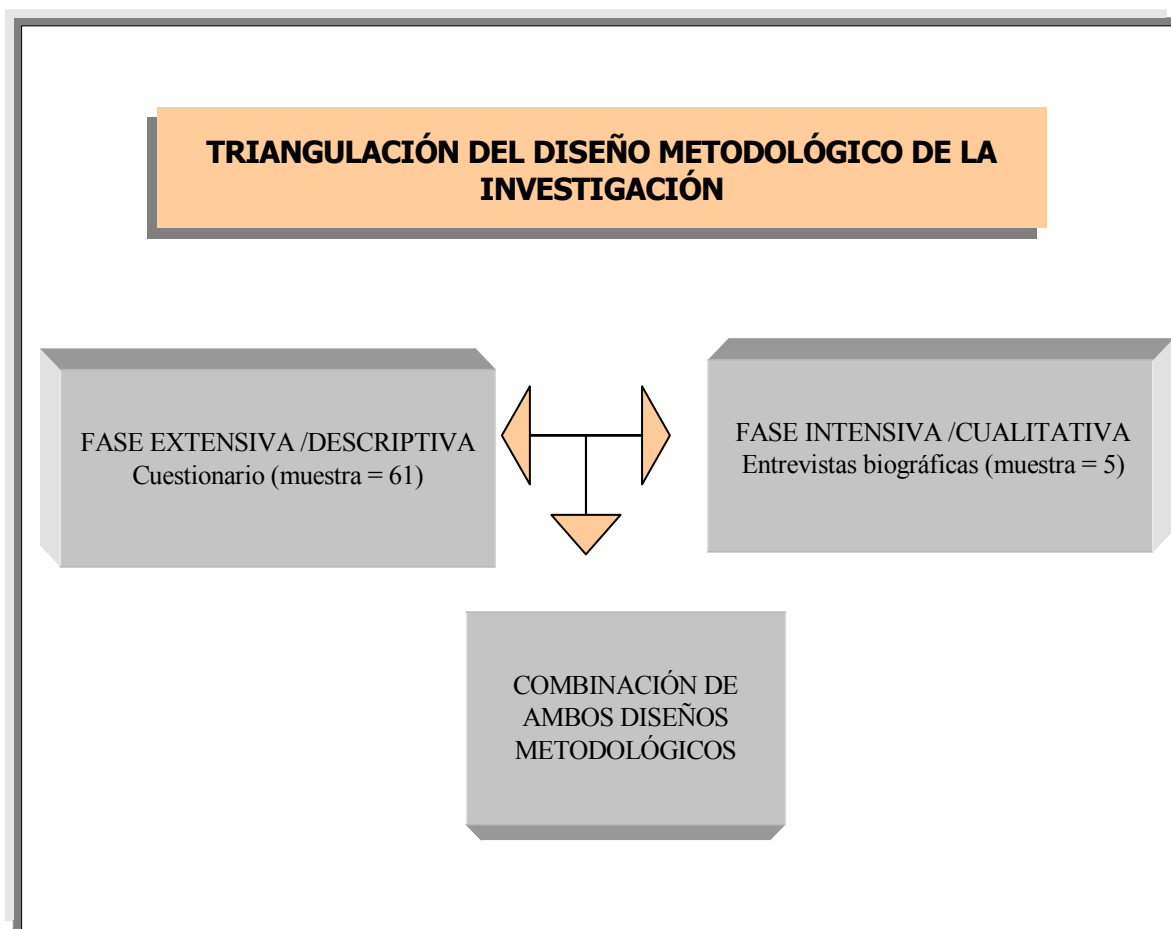 TRIANGULACIÓN DEL DISEÑO METODOLÓGICO DE LA
INVESTIGACIÓN
FASE EXTENSIVA /DESCRIPTIVA
Cuestionario (muestra = 61)
FASE INTENSIVA /CUALITATIVA
Entrevistas biográficas (muestra = 5)
COMBINACIÓN DE
AMBOS DISEÑOS
METODOLÓGICOS